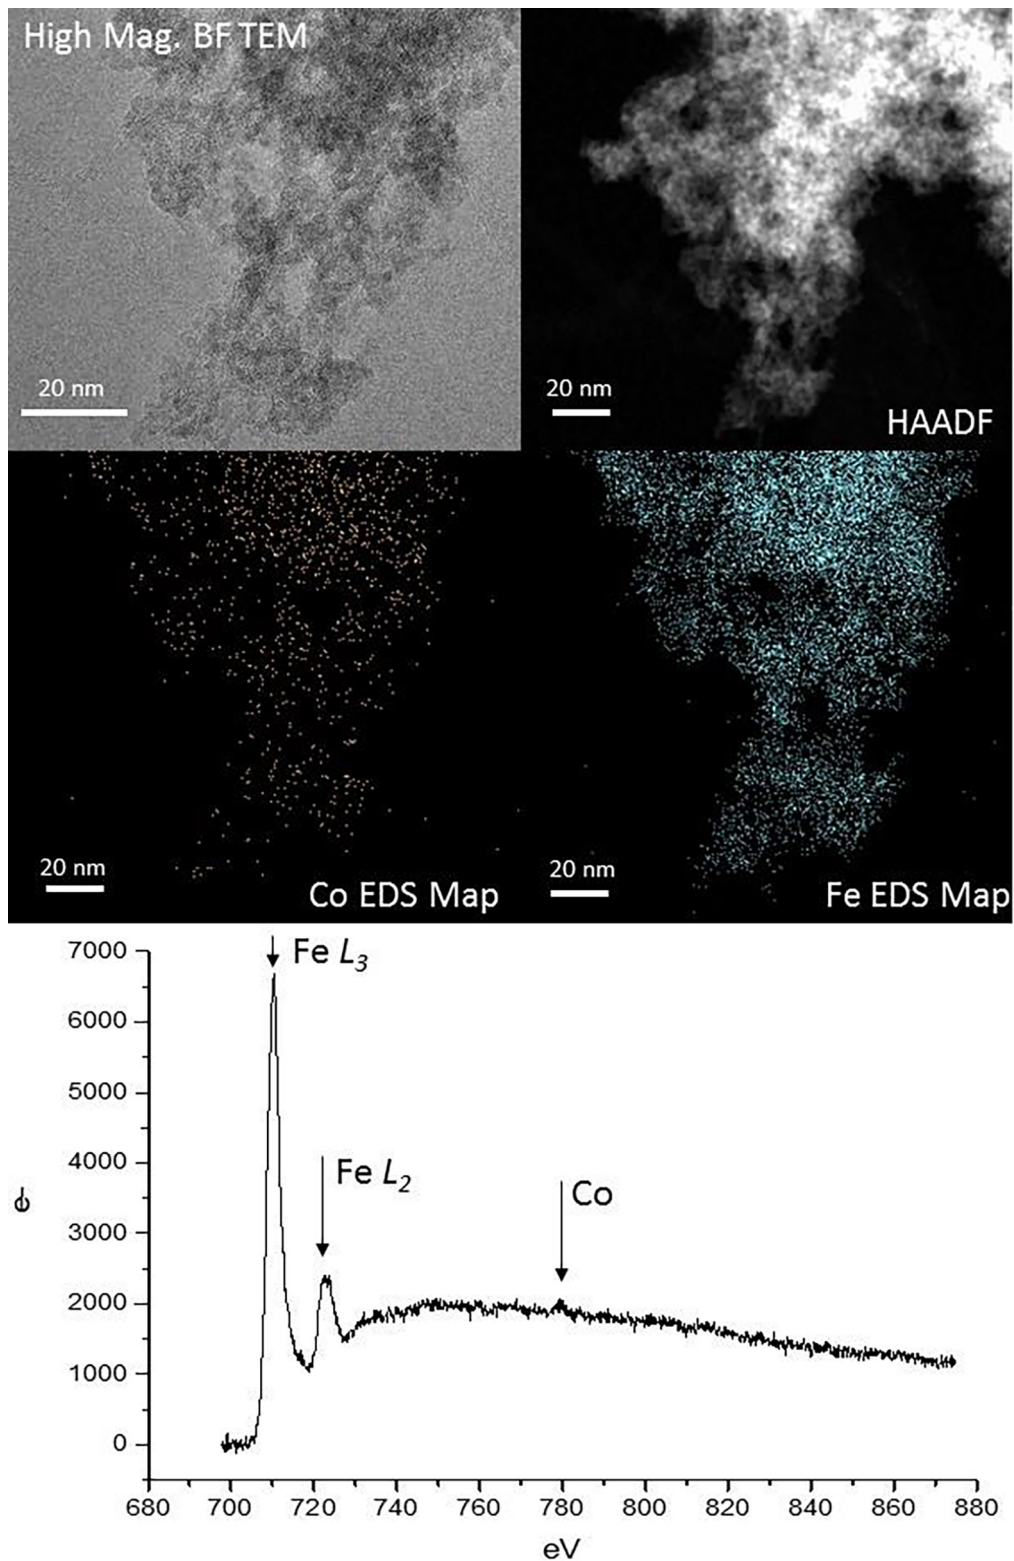 High Mag. BF TEM
20 nm
20 nm
HAADF
20 nm
Co EDS Map
20 nm
Fe EDS Map
7000
6000
5000
4000
3000
2000
1000
0
Fe L3
Fe L2
Co
e-
680 700 720 740 760 780 800 820 840 860 880
eV